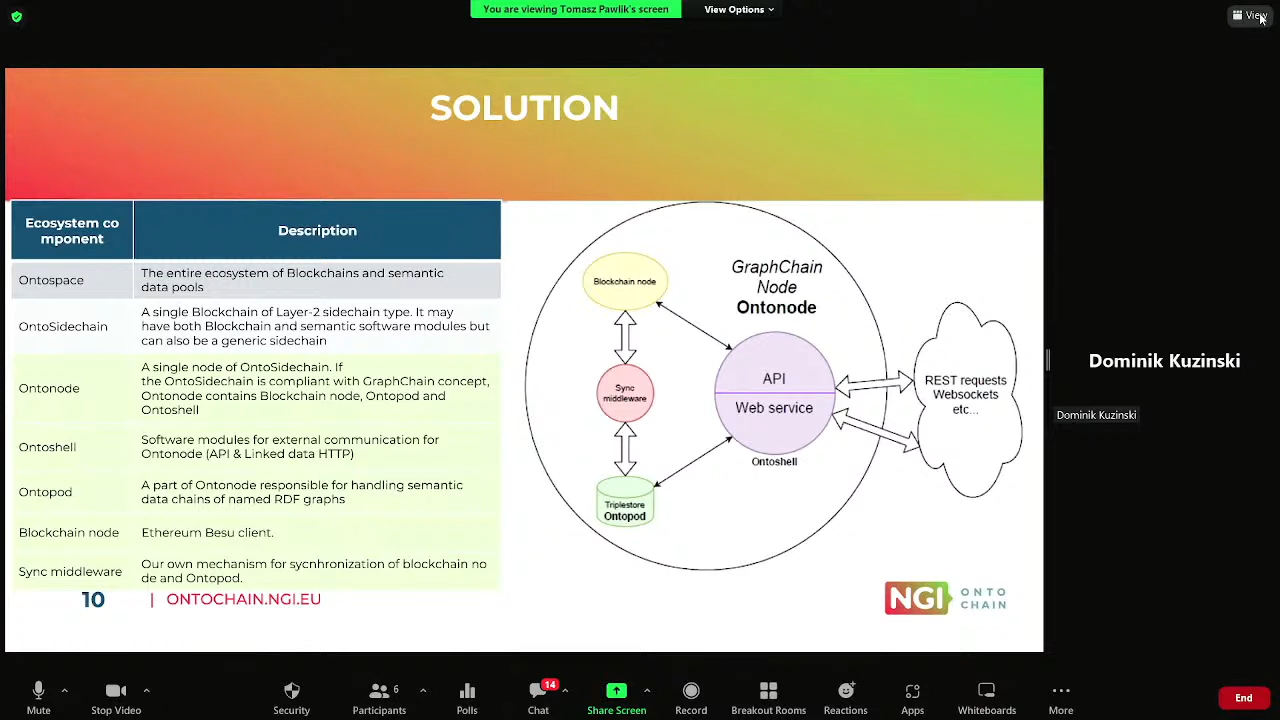 You are viewing Tomasz Pawlik's screen
View Options
View
SOLUTION
Ecosystem co
mponent
Description
Ontospace
The entire ecosystem of Blockchains and semantic
data pools
OntoSidechain
A single Blockchain of Layer-2 sidechain type. It may
have both Blockchain and semantic software modules but
can also be a generic sidechain
Ontonode
A single node of OntoSidechain. If
the OntoSidechain is compliant with GraphChain concept,
Ontonode contains Blockchain node, Ontopod and
Ontoshell
Ontoshell
Software modules for external communication for
Ontonode (API & Linked data HTTP)
Ontopod
A part of Ontonode responsible for handling semantic
data chains of named RDF graphs
Blockchain node
Ethereum Besu client.
Sync middleware
Our own mechanism for sycnhronization of blockchain no
de and Ontopod.
Blockchain node
GraphChain
Node
Ontonode
Sync
middleware
API
Web service
Ontoshell
Triplestore
Ontopod
REST requests
Websockets
etc...
10
| ONTOCHAIN.NGI.EU
NGI
ONTO
CHAIN
Dominik Kuzinski
Dominik Kuzinski
Mute
Stop Video
Security
6
Participants
Polls
14
Chat
Share Screen
Record
Breakout Rooms
Reactions
Apps
Whiteboards
More
End